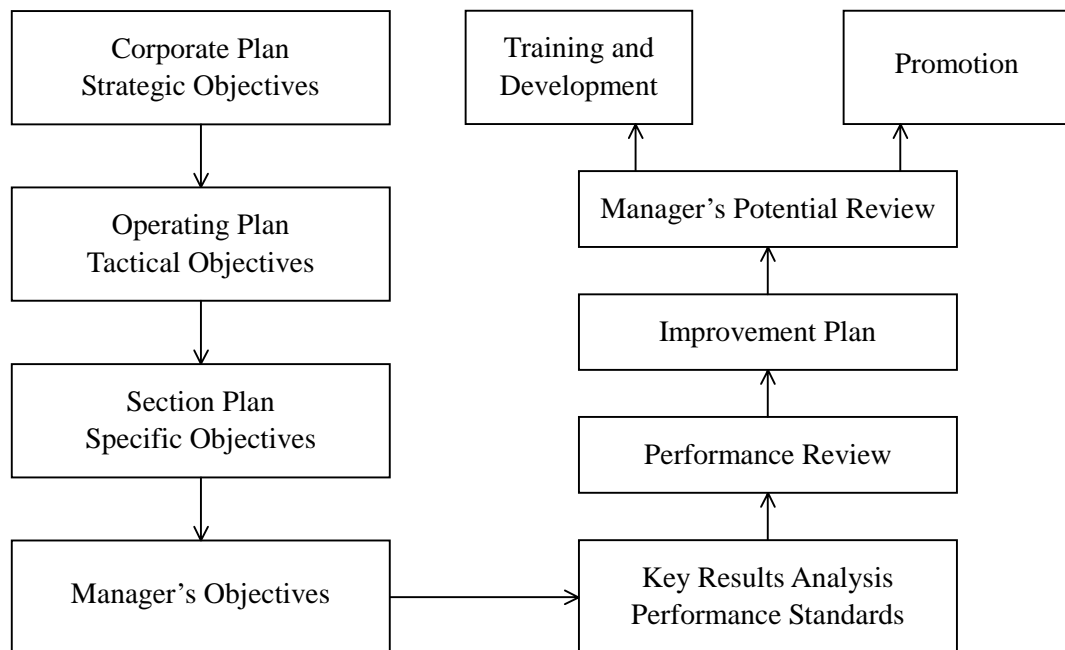 Corporate Plan
Strategic Objectives
Operating Plan
Tactical Objectives
Section Plan
Specific Objectives
Manager’s Objectives
Key Results Analysis
Performance Standards
Performance Review
Improvement Plan
Manager’s Potential Review
Training and
Development
Promotion